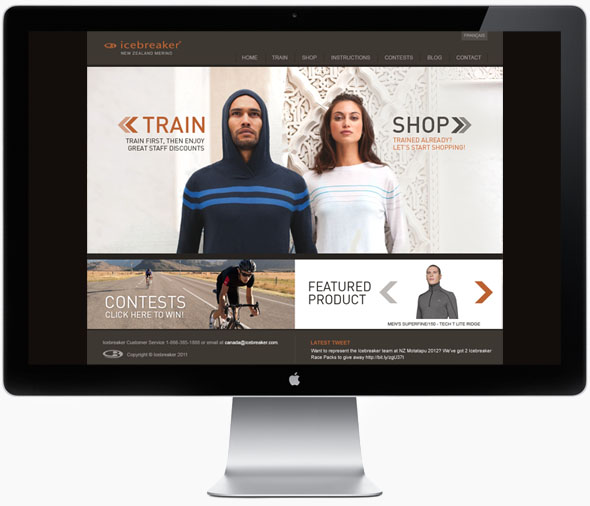 FRANÇAIS
icebreaker
NEW ZEALAND MERINO
HOME TRAIN SHOP INSTRUCTIONS CONTESTS BLOG CONTACT
TRAIN
TRAIN FIRST, THEN ENJOY
GREAT STAFF DISCOUNTS
SHOP
TRAINED ALREADY?
LET'S START SHOPPING!
CONTESTS
CLICK HERE TO WIN!
FEATURED
PRODUCT
MEN'S SUPERFINE150 - TECH T LITE RIDGE
Icebreaker Customer Service 1-866-385-1865 or email at canada@icebreaker.com
Copyright © Icebreaker 2011
LATEST TWEET
Want to represent the icebreaker team at NZ Motatapu 2012? We've got 2 Icebreaker
Race Packs to give away http://bit.ly/zgU37l